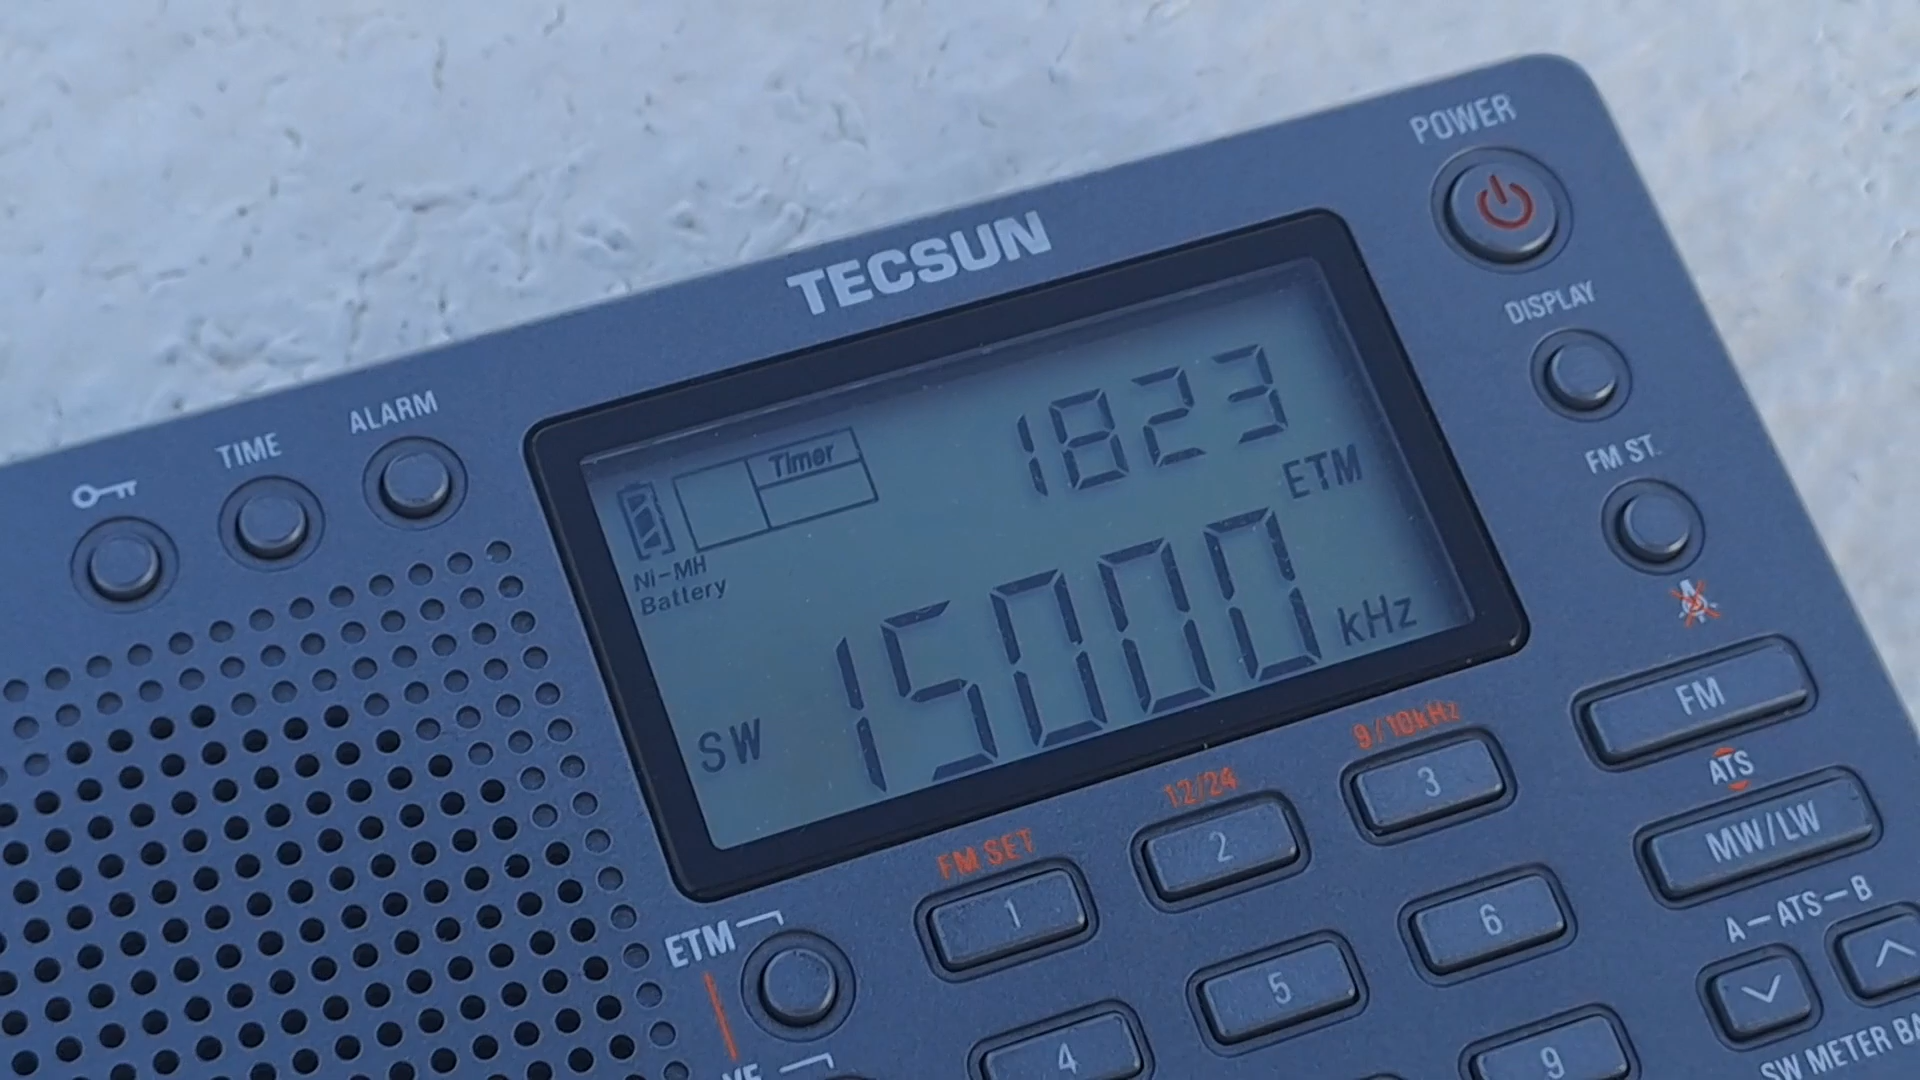 POWER
TECSUN
DISPLAY
ALARM
TIME
Timer
1823
ETM
FM ST.
Ni-MH
Battery
SW 15000 kHz
FM
ATS
9/10kHz
3
12/24
2
MW/LW
FM SET
1
ETM
6
A-ATS-B
5
4
9
SW METER BA